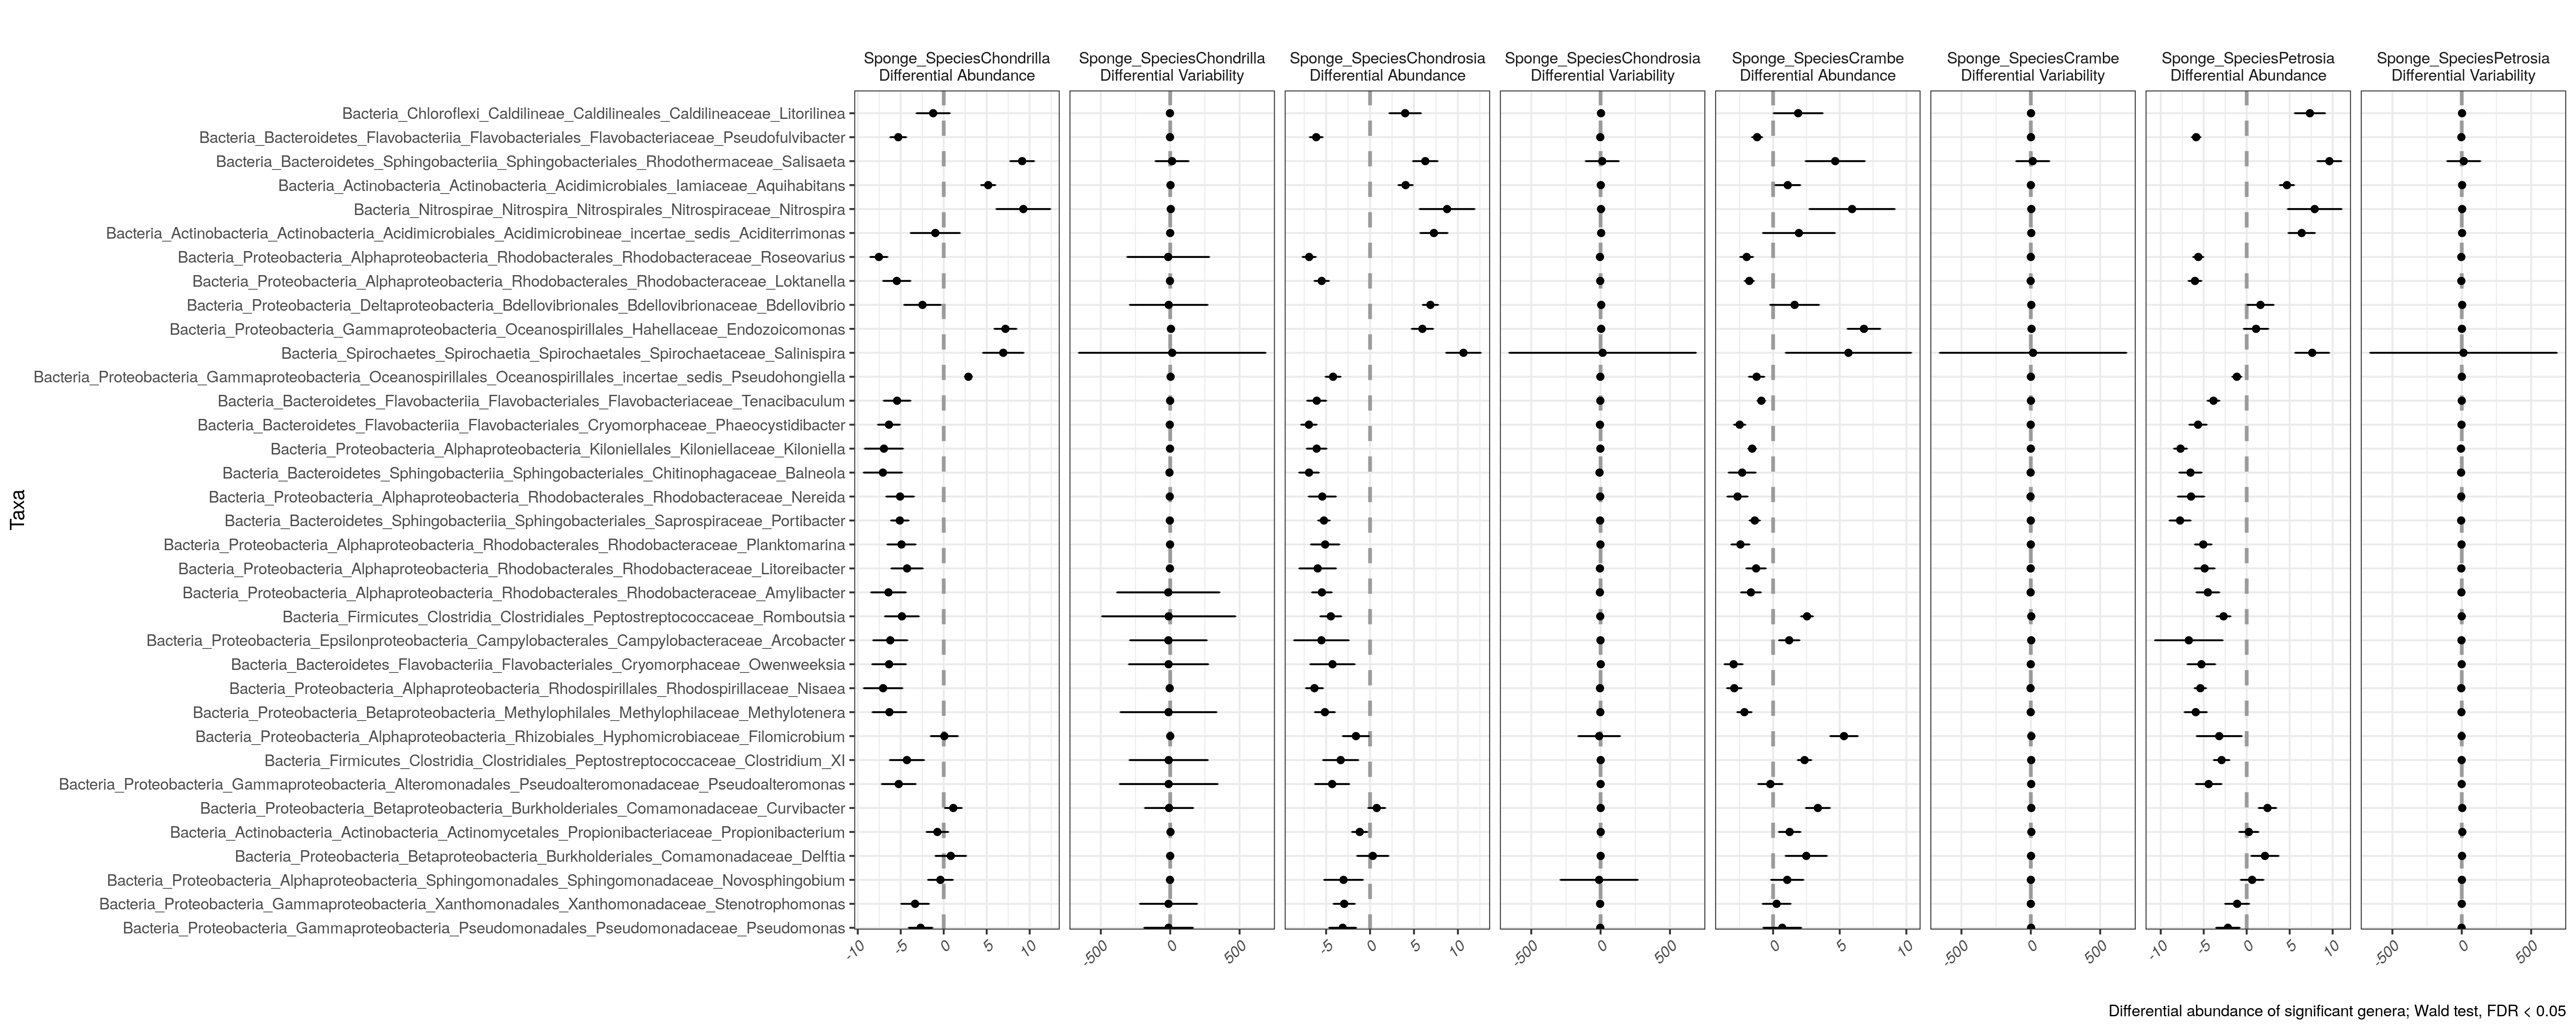 Sponge_SpeciesChondrilla
Differential Abundance
Sponge_SpeciesChondrilla
Differential Variability
Sponge_SpeciesChondrosia
Differential Abundance
Sponge_SpeciesChondrosia
Differential Variability
Sponge_SpeciesCrambe
Differential Abundance
Sponge_SpeciesCrambe
Differential Variability
Sponge_SpeciesPetrosia
Differential Abundance
Sponge_SpeciesPetrosia
Differential Variability
Taxa
Bacteria_Chloroflexi_Caldilineae_Caldilineales_Caldilineaceae_Litorilinea
Bacteria_Bacteroidetes_Flavobacteriia_Flavobacteriales_Flavobacteriaceae_Pseudofulvibacter
Bacteria_Bacteroidetes_Sphingobacteriia_Sphingobacteriales_Rhodothermaceae_Salisaeta
Bacteria_Actinobacteria_Actinobacteria_Acidimicrobiales_Iamiaceae_Aquihabitans
Bacteria_Nitrospirae_Nitrospira_Nitrospirales_Nitrospiraceae_Nitrospira
Bacteria_Actinobacteria_Actinobacteria_Acidimicrobiales_Acidimicrobineae_incertae_sedis_Aciditerrimonas
Bacteria_Proteobacteria_Alphaproteobacteria_Rhodobacterales_Rhodobacteraceae_Roseovarius
Bacteria_Proteobacteria_Alphaproteobacteria_Rhodobacterales_Rhodobacteraceae_Loktanella
Bacteria_Proteobacteria_Deltaproteobacteria_Bdellovibrionales_Bdellovibrionaceae_Bdellovibrio
Bacteria_Proteobacteria_Gammaproteobacteria_Oceanospirillales_Hahellaceae_Endozoicomonas
Bacteria_Spirochaetes_Spirochaetia_Spirochaetales_Spirochaetaceae_Salinispira
Bacteria_Proteobacteria_Gammaproteobacteria_Oceanospirillales_Oceanospirillales_incertae_sedis_Pseudohongiella
Bacteria_Bacteroidetes_Flavobacteriia_Flavobacteriales_Flavobacteriaceae_Tenacibaculum
Bacteria_Bacteroidetes_Flavobacteriia_Flavobacteriales_Cryomorphaceae_Phaeocystidibacter
Bacteria_Proteobacteria_Alphaproteobacteria_Kiloniellales_Kiloniellaceae_Kiloniella
Bacteria_Bacteroidetes_Sphingobacteriia_Sphingobacteriales_Chitinophagaceae_Balneola
Bacteria_Proteobacteria_Alphaproteobacteria_Rhodobacterales_Rhodobacteraceae_Nereida
Bacteria_Bacteroidetes_Sphingobacteriia_Sphingobacteriales_Saprospiraceae_Portibacter
Bacteria_Proteobacteria_Alphaproteobacteria_Rhodobacterales_Rhodobacteraceae_Planktomarina
Bacteria_Proteobacteria_Alphaproteobacteria_Rhodobacterales_Rhodobacteraceae_Litoreibacter
Bacteria_Proteobacteria_Alphaproteobacteria_Rhodobacterales_Rhodobacteraceae_Amylibacter
Bacteria_Firmicutes_Clostridia_Clostridiales_Peptostreptococcaceae_Romboutsia
Bacteria_Proteobacteria_Epsilonproteobacteria_Campylobacterales_Campylobacteraceae_Arcobacter
Bacteria_Bacteroidetes_Flavobacteriia_Flavobacteriales_Cryomorphaceae_Owenweeksia
Bacteria_Proteobacteria_Alphaproteobacteria_Rhodospirillales_Rhodospirillaceae_Nisaea
Bacteria_Proteobacteria_Betaproteobacteria_Methylophilales_Methylophilaceae_Methylotenera
Bacteria_Proteobacteria_Alphaproteobacteria_Rhizobiales_Hyphomicrobiaceae_Filomicrobium
Bacteria_Firmicutes_Clostridia_Clostridiales_Peptostreptococcaceae_Clostridium_XI
Bacteria_Proteobacteria_Gammaproteobacteria_Alteromonadales_Pseudoalteromonadaceae_Pseudoalteromonas
Bacteria_Proteobacteria_Betaproteobacteria_Burkholderiales_Comamonadaceae_Curvibacter
Bacteria_Actinobacteria_Actinobacteria_Actinomycetales_Propionibacteriaceae_Propionibacterium
Bacteria_Proteobacteria_Betaproteobacteria_Burkholderiales_Comamonadaceae_Delftia
Bacteria_Proteobacteria_Alphaproteobacteria_Sphingomonadales_Sphingomonadaceae_Novosphingobium
Bacteria_Proteobacteria_Gammaproteobacteria_Xanthomonadales_Xanthomonadaceae_Stenotrophomonas
Bacteria_Proteobacteria_Gammaproteobacteria_Pseudomonadales_Pseudomonadaceae_Pseudomonas
-10 -5 0 5 10
-500 0 500
-5 0 5 10
-500 0 500
0 5 10
-500 0 500
-10 -5 0 5 10
-500 0 500
Differential abundance of significant genera; Wald test, FDR < 0.05